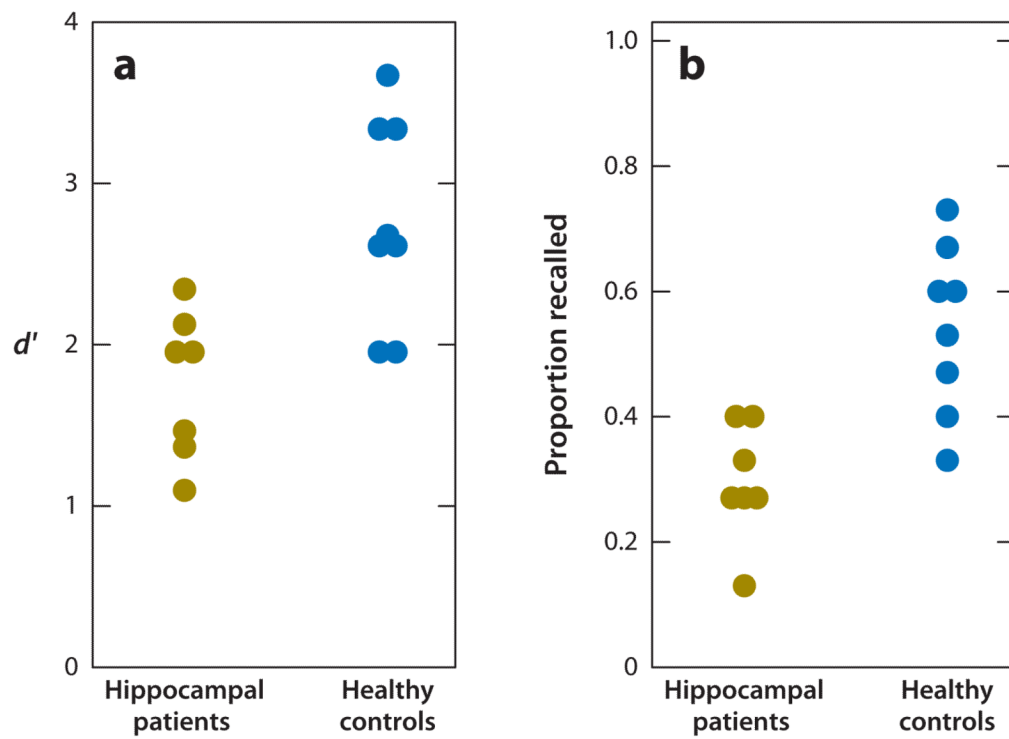 a
4
3
2
1
0
d'
Hippocampal
patients
Healthy
controls
b
1.0
0.8
0.6
0.4
0.2
0
Proportion recalled
Hippocampal
patients
Healthy
controls